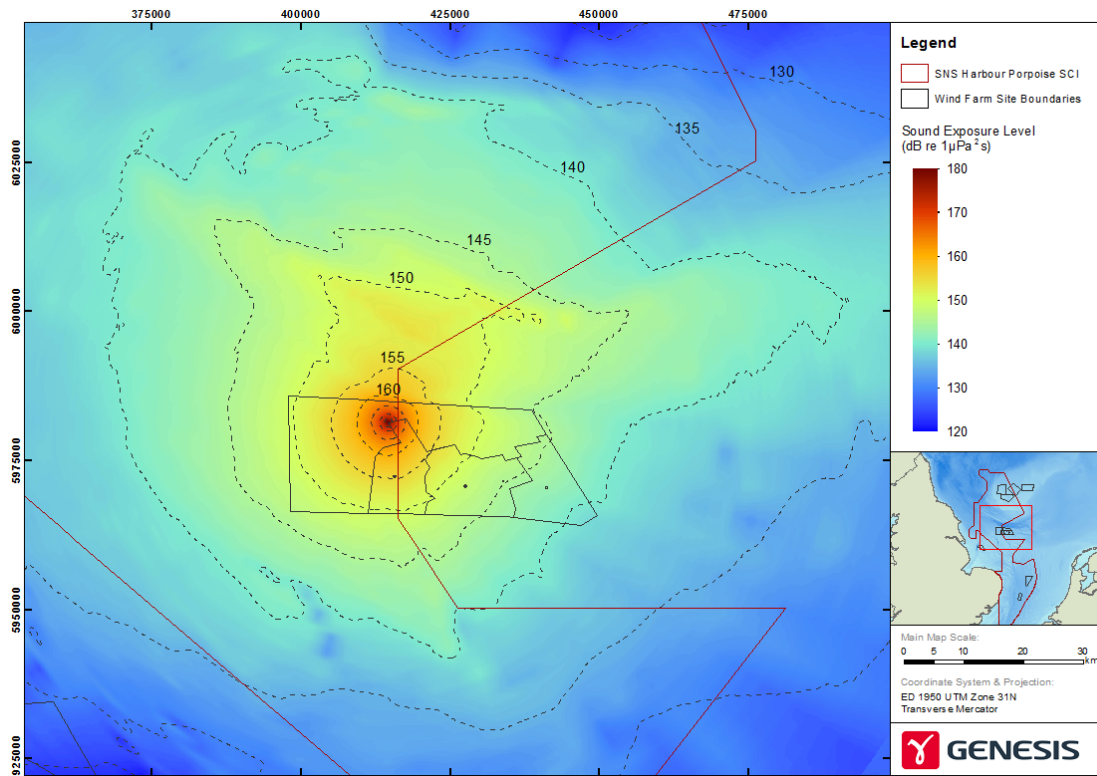 375000 400000 425000 450000 475000
130
135
140
145
150
155
160
6025000
6000000
5975000
5950000
5925000
Legend
SNS Harbour Porpoise SCI
Wind Farm Site Boundaries
Sound Exposure Level
(dB re 1µPa²s)
180
170
160
150
140
130
120
Main Map Scale:
0 5 10 20 30
km
Coordinate System & Projection:
ED 1950 UTM Zone 31N
Transverse Mercator
GENESIS